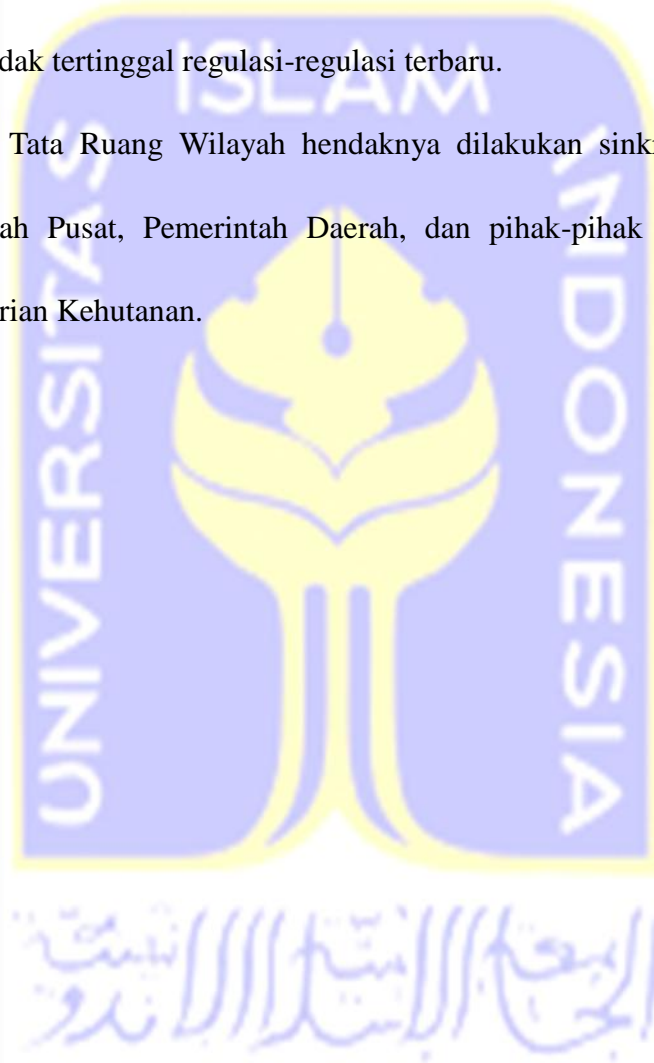 dak tertinggal regulasi-regulasi terbaru.
Tata Ruang Wilayah hendaknya dilakukan sink
ah Pusat, Pemerintah Daerah, dan pihak-pihak
rian Kehutanan.
UNIVERSITAS
ISLAM
INDONESIA